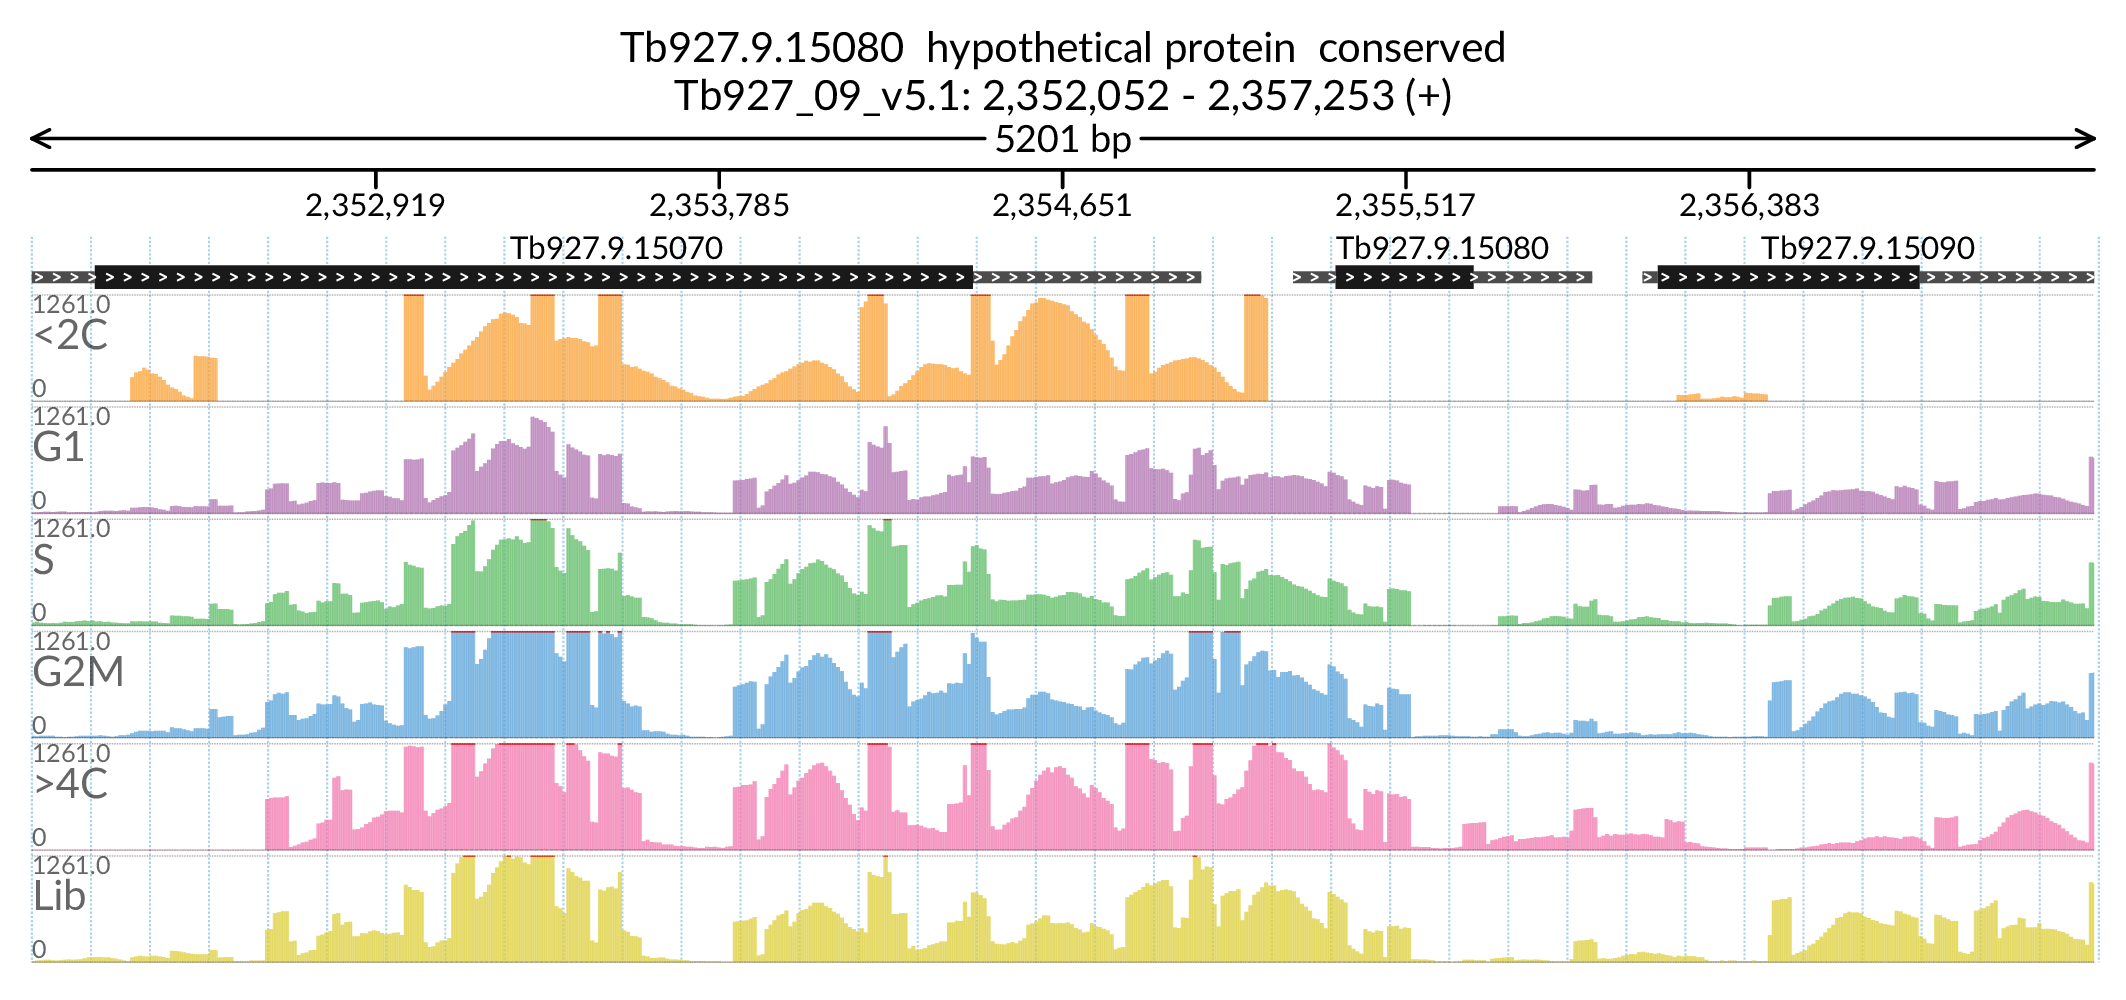 Tb927.9.15080  hypothetical protein  conserved
Tb927_09_v5.1: 2,352,052 - 2,357,253 (+)
5201 bp
2,352,919 2,353,785 2,354,651 2,355,517 2,356,383
Tb927.9.15070 Tb927.9.15080 Tb927.9.15090
1261.0
<2C
0
1261.0
G1
0
1261.0
S
0
1261.0
G2M
0
1261.0
>4C
0
1261.0
Lib
0